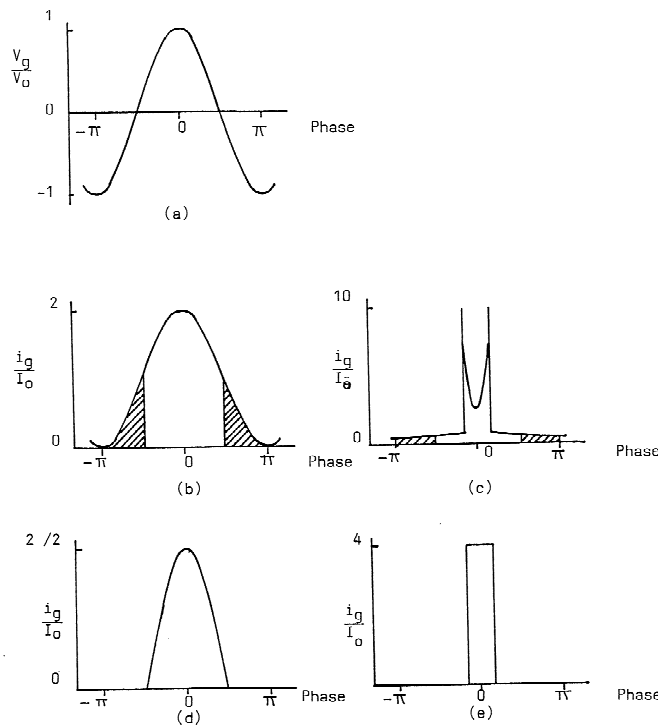 1
Vg
Vo
0
-π 0 π Phase
-1
(a)
2
ig
Io
0
-π 0 π Phase
(b)
10
ig
0
-π 0 π Phase
(c)
2 /2
ig
Io
0
-π 0 π Phase
(d)
4
ig
Io
-π 0 π Phase
(e)